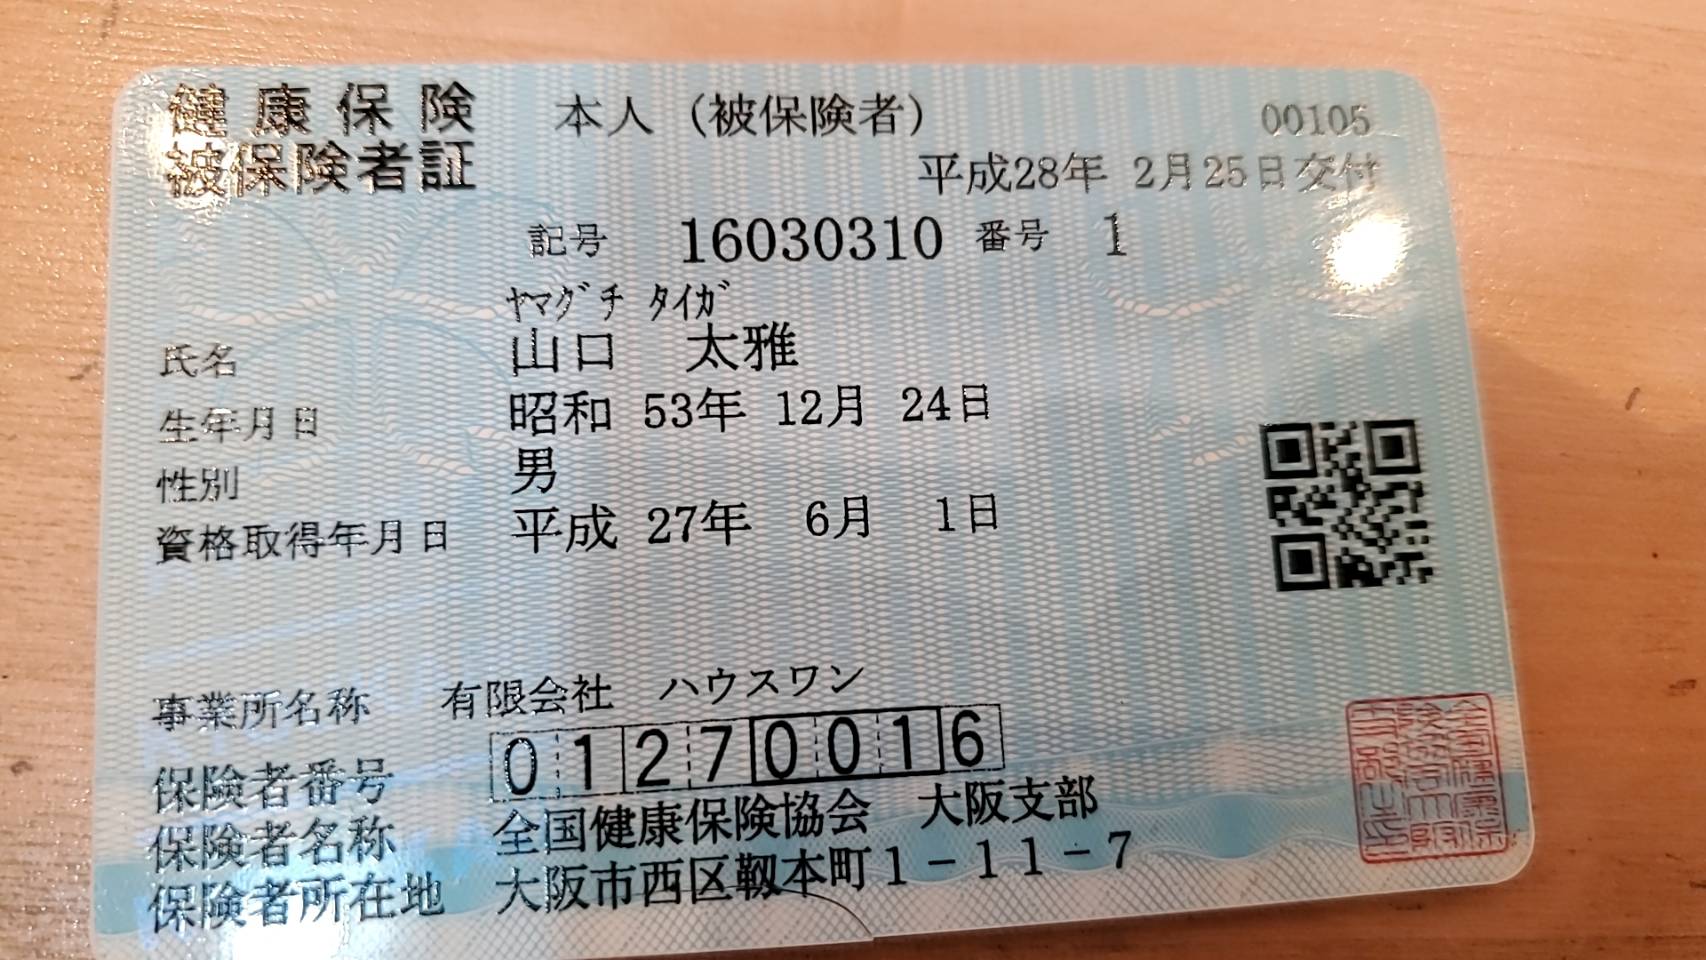 健康保険 本人（被保険者） 00105
被保険者証 平成28年 2月25日交付
記号 16030310 番号 1
ﾔﾏｸﾞﾁ ﾀｲｶﾞ
氏名 山口 太雅
生年月日 昭和 53年 12月 24日
性別 男
資格取得年月日 平成 27年 6月 1日
事業所名称 有限会社 ハウスワン
保険者番号 01270016
保険者名称 全国健康保険協会 大阪支部
保険者所在地 大阪市西区靱本町1－11－7